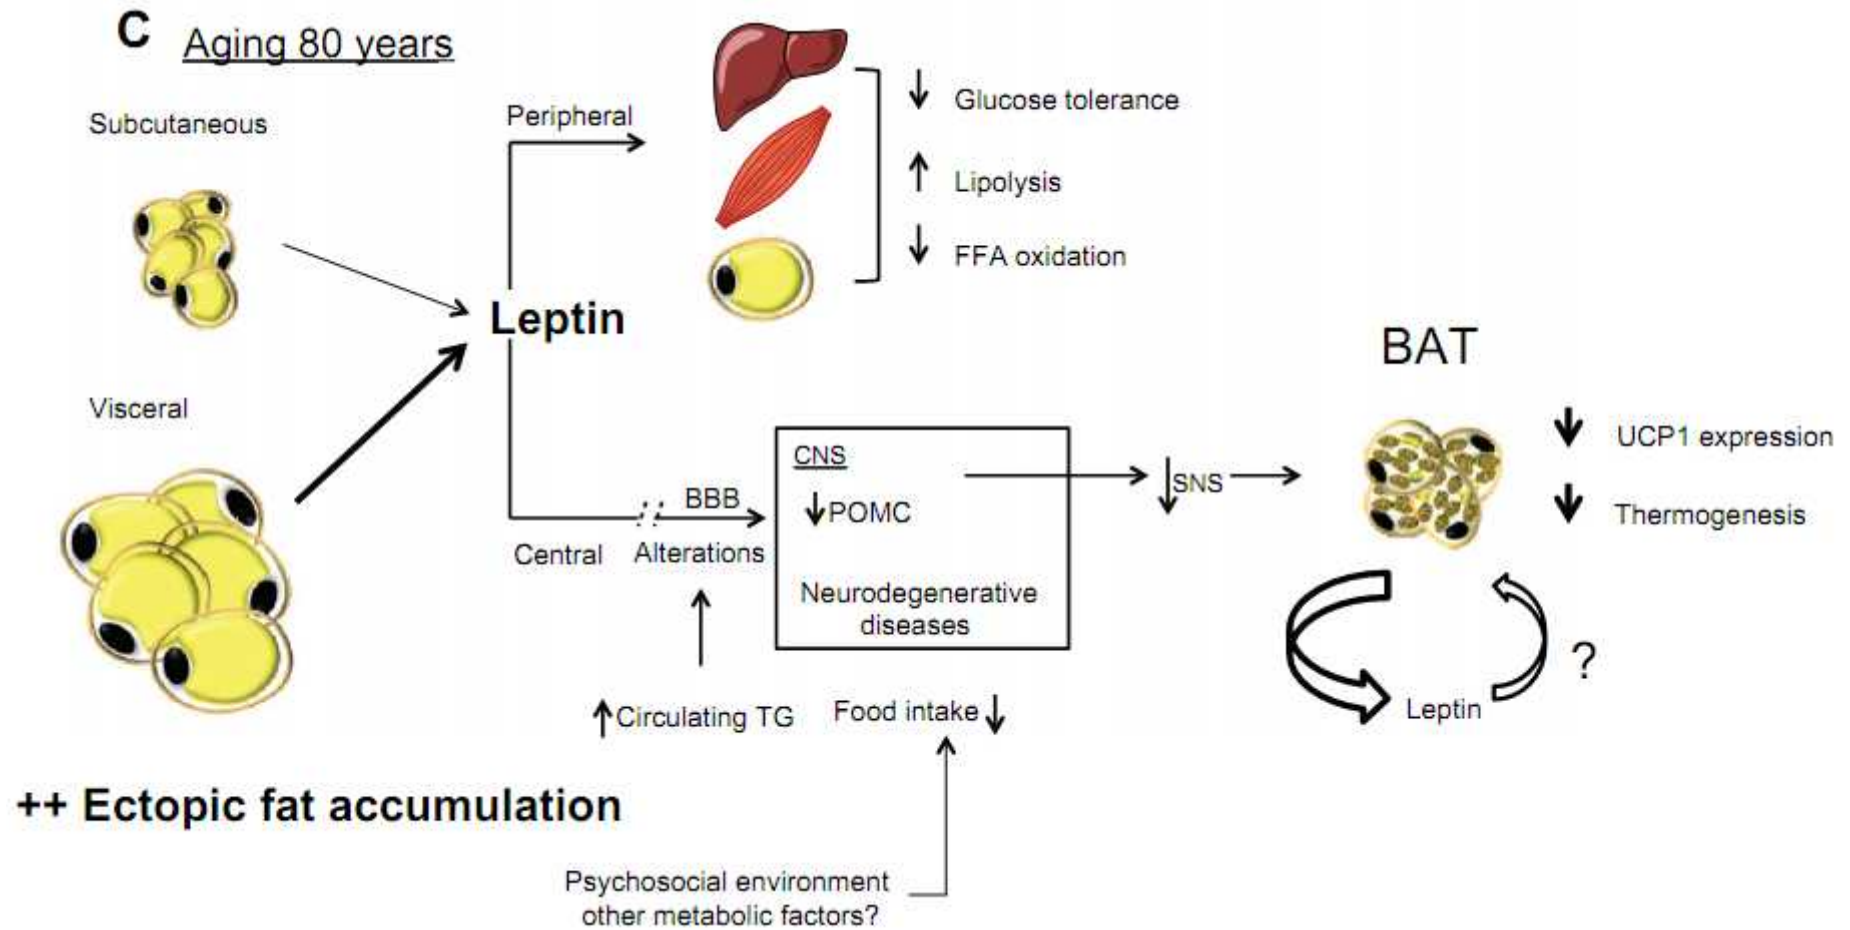 C Aging 80 years
Subcutaneous
Peripheral
↓ Glucose tolerance
↑ Lipolysis
↓ FFA oxidation
Leptin
Visceral
BAT
↓ UCP1 expression
↓ Thermogenesis
CNS
↓POMC
Neurodegenerative
diseases
BBB
Central
Alterations
↓SNS
↑Circulating TG
Food intake↓
Leptin
?
++ Ectopic fat accumulation
Psychosocial environment
other metabolic factors?